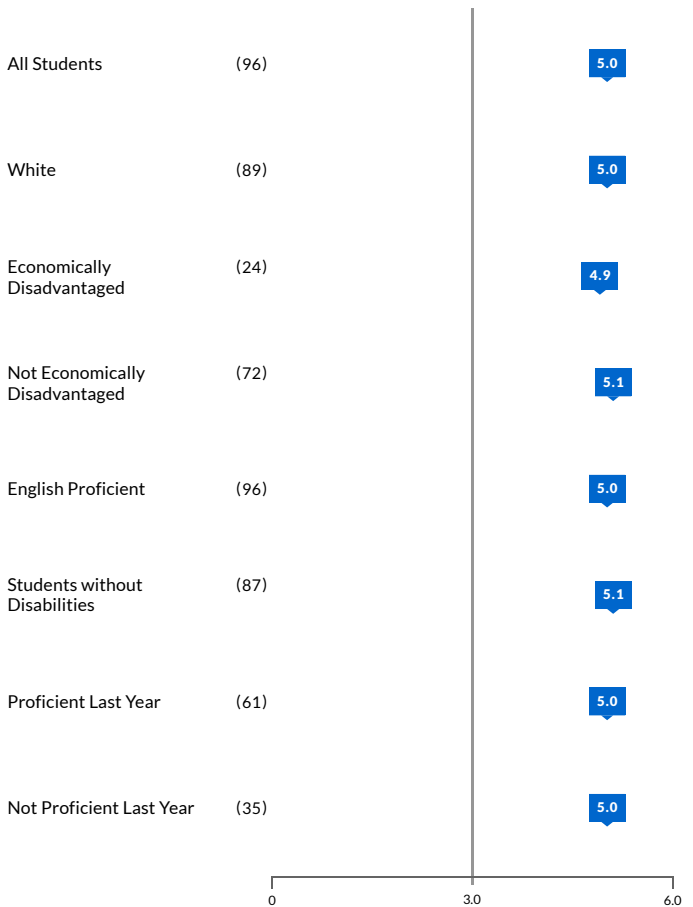 All Students (96) 5.0
White (89) 5.0
Economically (24)
Disadvantaged 4.9
Not Economically (72)
Disadvantaged 5.1
English Proficient (96) 5.0
Students without (87)
Disabilities 5.1
Proficient Last Year (61) 5.0
Not Proficient Last Year (35) 5.0
0 3.0 6.0